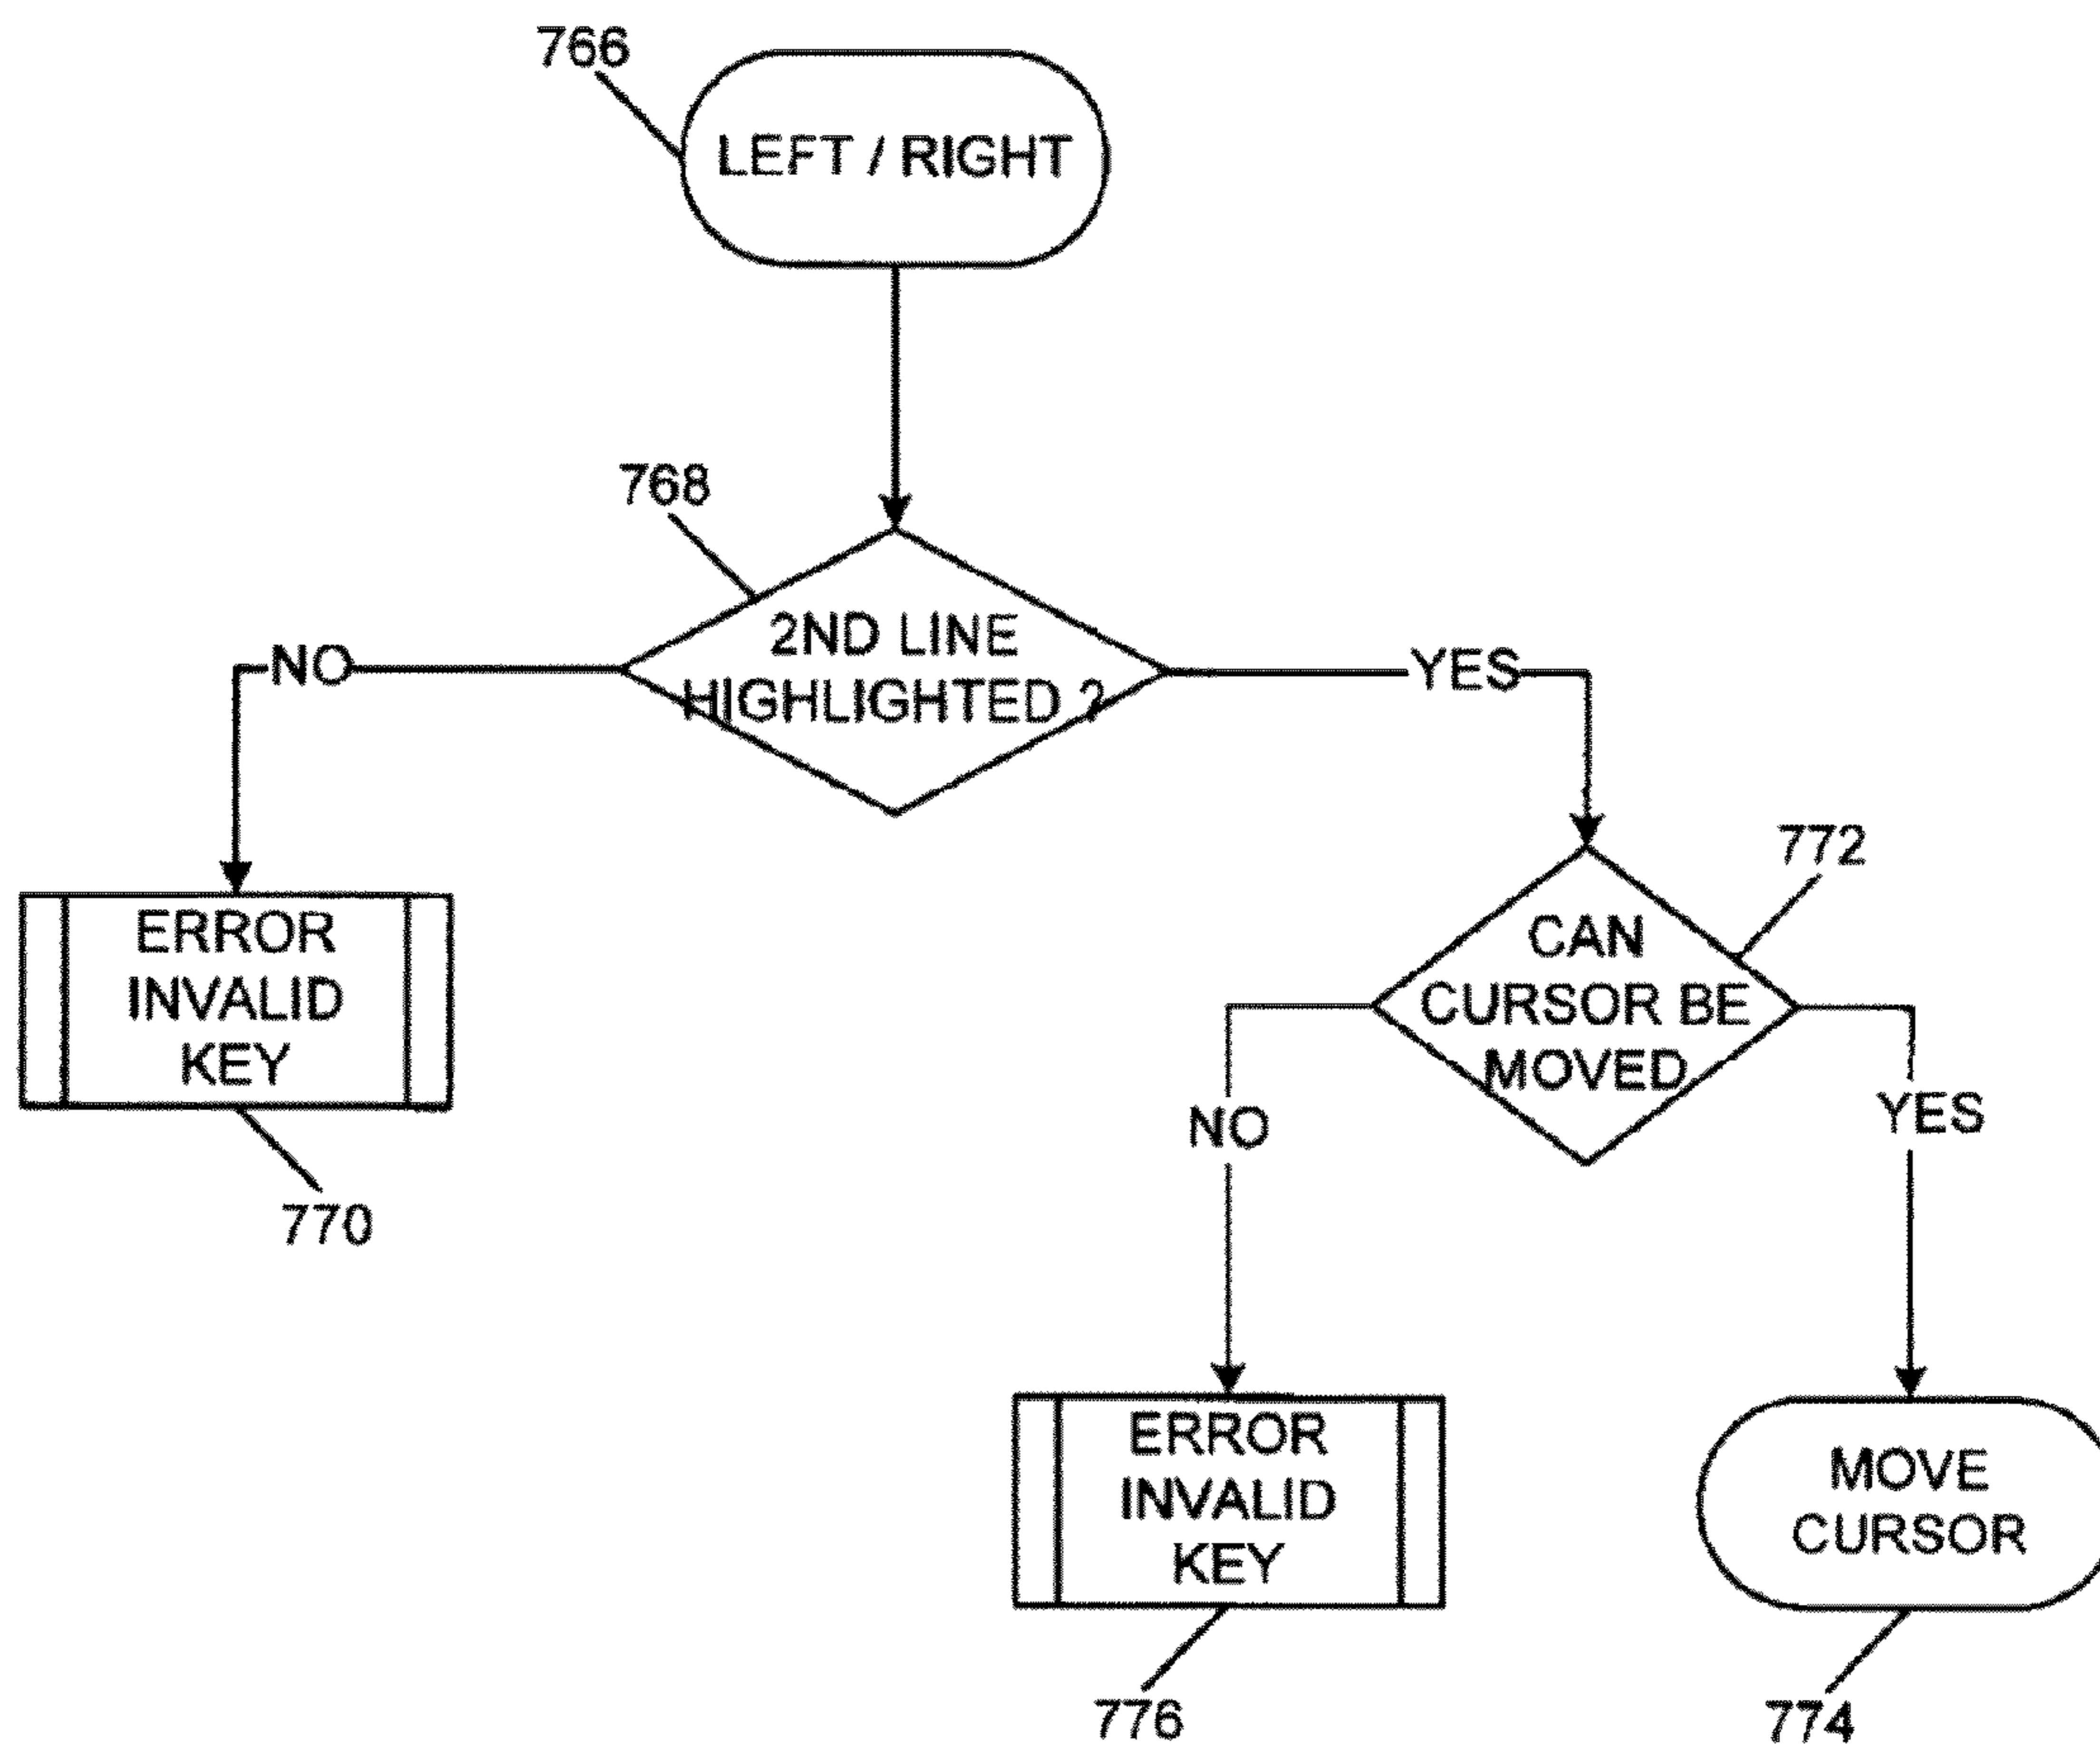 766
LEFT / RIGHT
768
2ND LINE
HIGHLIGHTED ?
NO
YES
772
ERROR
INVALID
KEY
CAN
CURSOR BE
MOVED
770
NO
YES
ERROR
INVALID
KEY
MOVE
CURSOR
776
774